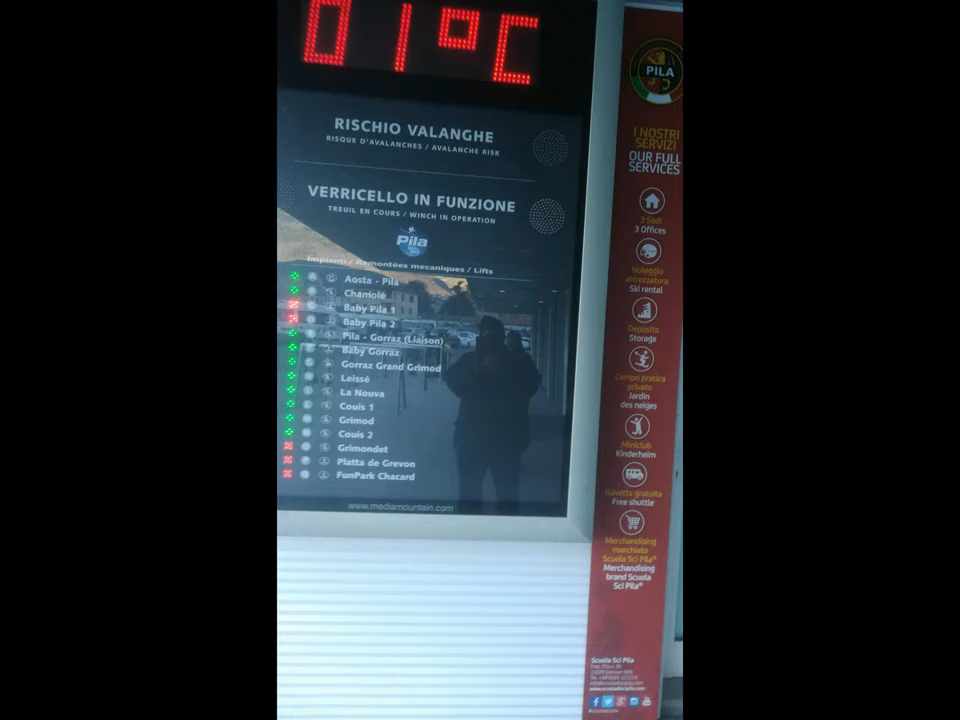 01°C
RISCHIO VALANGHE
RISQUE D'AVALANCHES / AVALANCHE RISK
VERRICELLO IN FUNZIONE
TREUIL EN COURS / WINCH IN OPERATION
Pila
Impianti / Remontées mecaniques / Lifts
Aosta - Pila
Chamolé
Baby Pila 1
Baby Pila 2
Pila - Gorraz (Liaison)
Baby Gorraz
Gorraz Grand Grimod
Leissé
La Nouva
Couis 1
Grimod
Couis 2
Grimondet
Platta de Grevon
FunPark Chacard
www.mediamountain.com
PILA
I NOSTRI
SERVIZI
OUR FULL
SERVICES
3 Sedi
3 Offices
Noleggio
attrezzatura
Ski rental
Deposito
Storage
Campo pratica
privato
Jardin
des neiges
Miniclub
Kinderheim
Navetta gratuita
Free shuttle
Merchandising
marchiato
Scuola Sci Pila®
Merchandising
brand Scuola
Sci Pila®
Scuola Sci Pila
www.scuolascipila.com